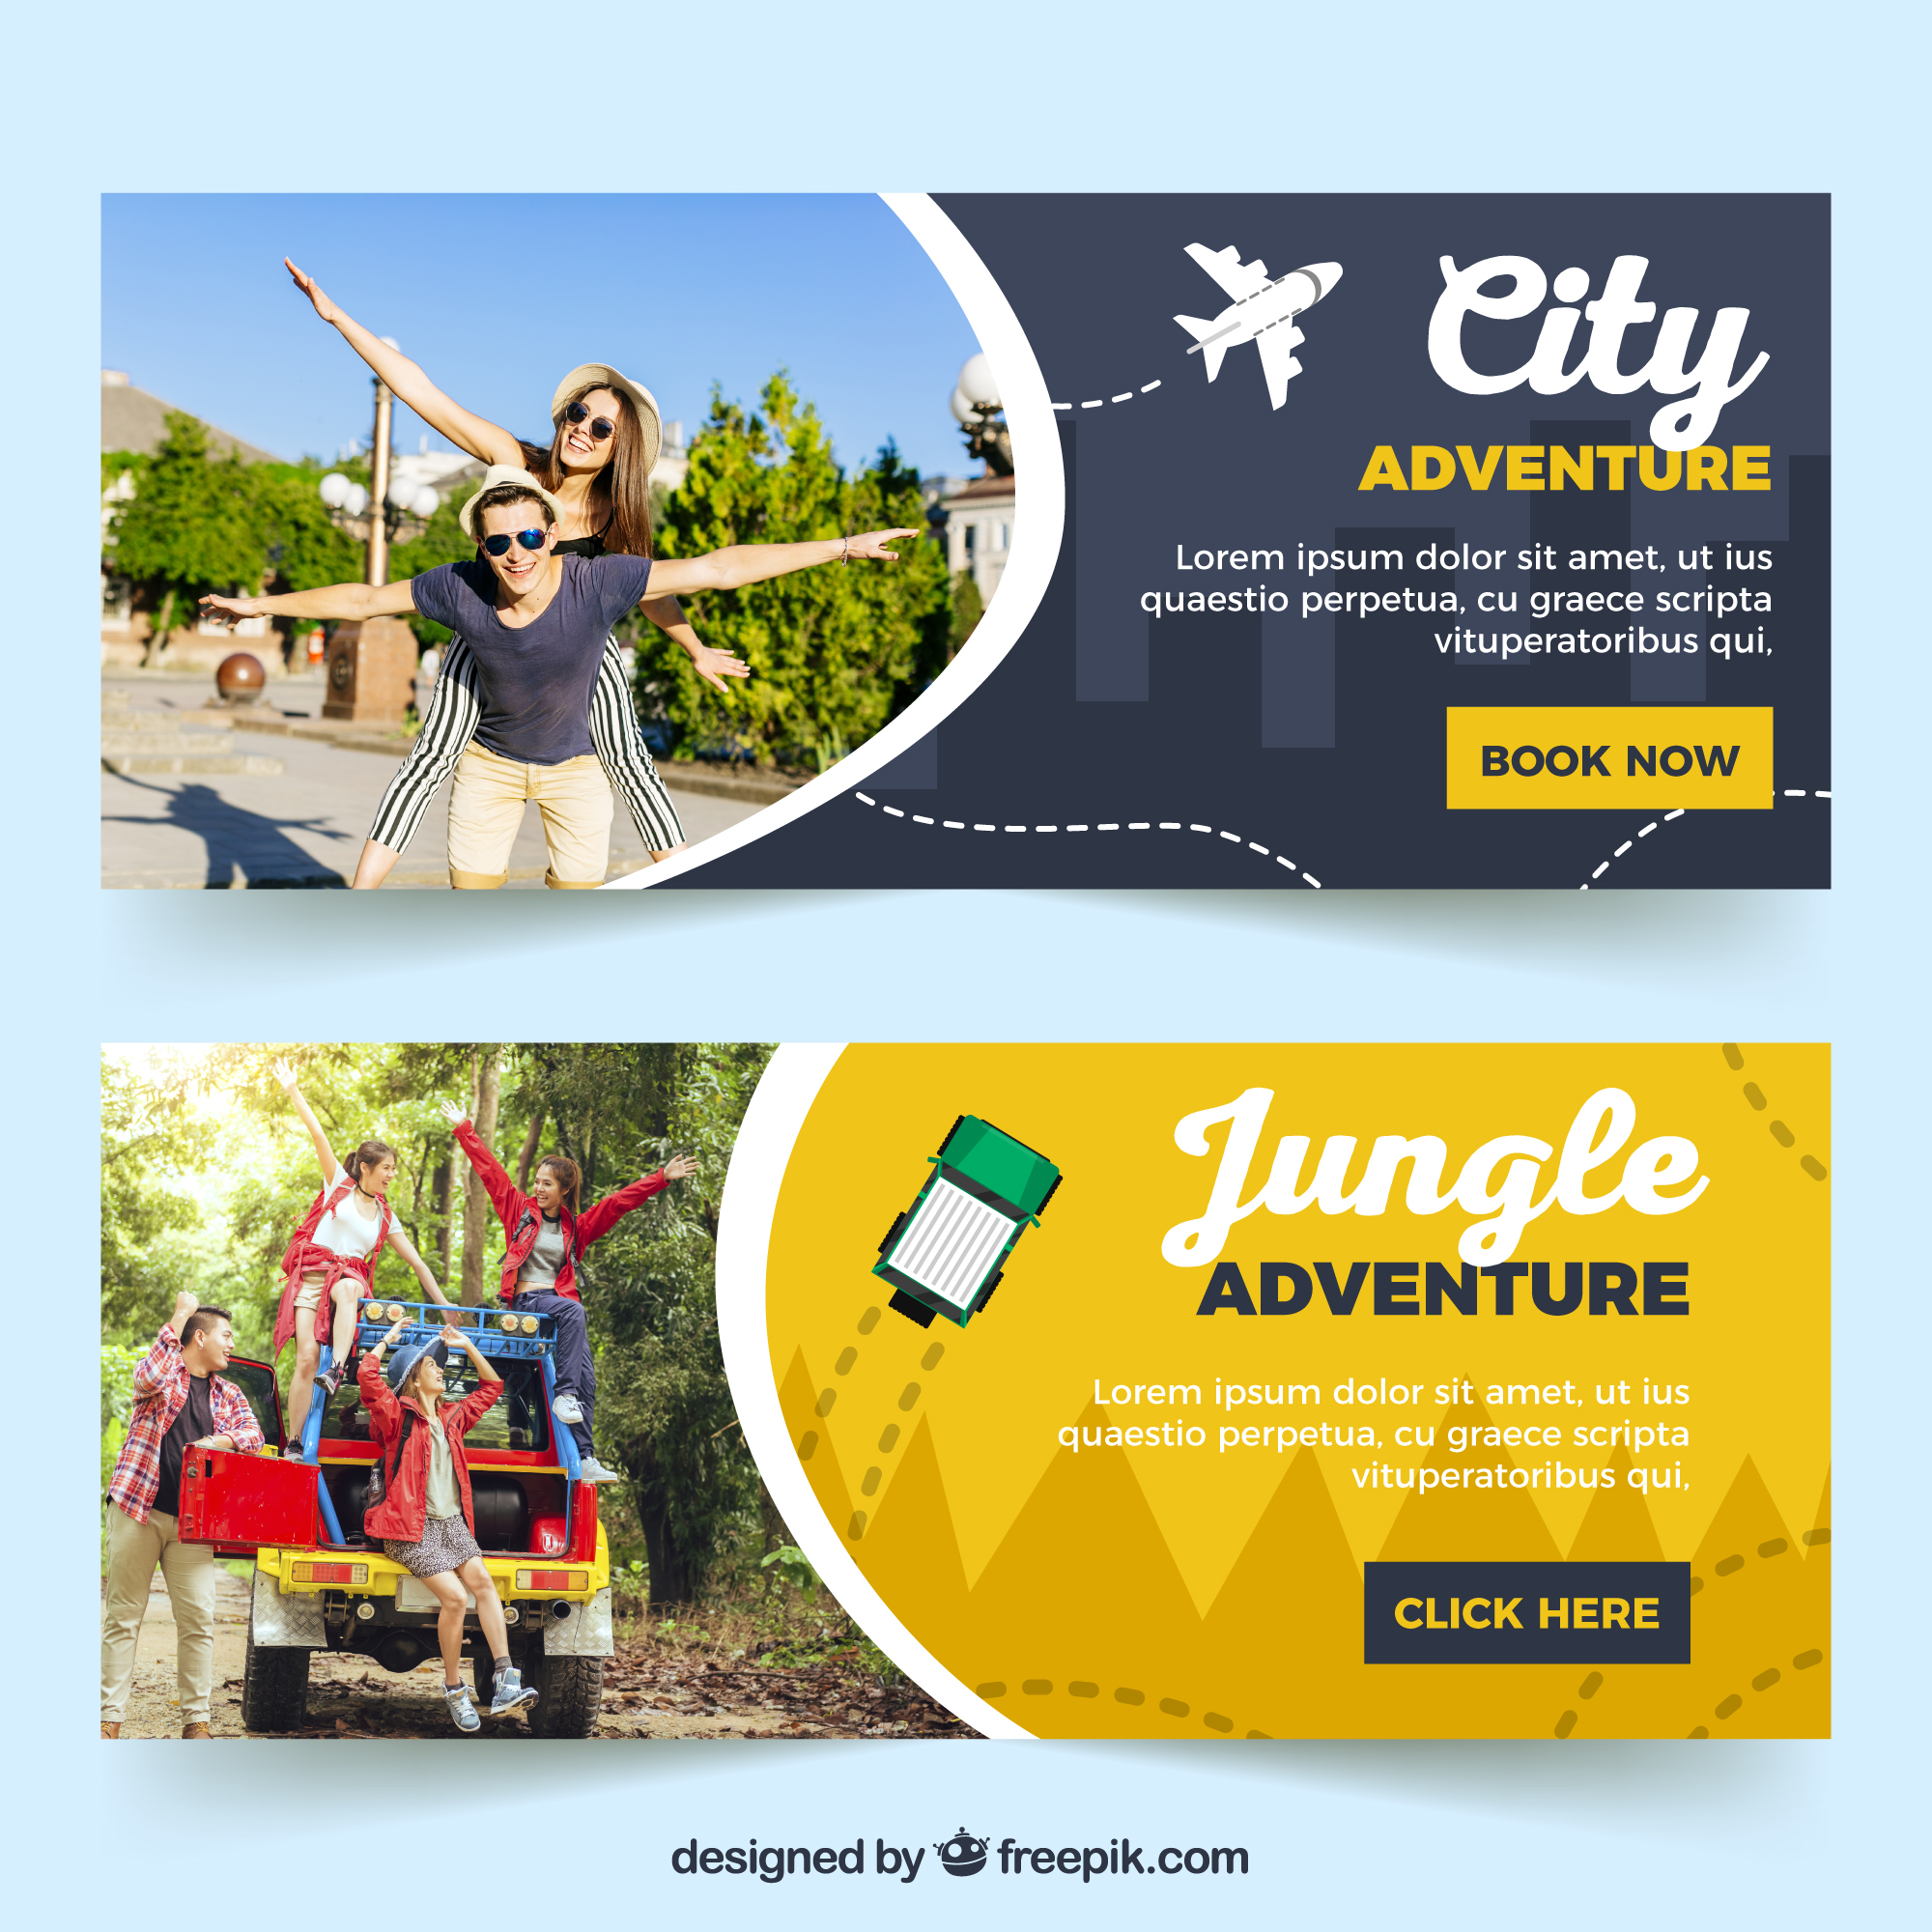 City
ADVENTURE
Lorem ipsum dolor sit amet, ut ius
quaestio perpetua, cu graece scripta
vituperatoribus qui,
BOOK NOW
Jungle
ADVENTURE
Lorem ipsum dolor sit amet, ut ius
quaestio perpetua, cu graece scripta
vituperatoribus qui,
CLICK HERE
designed by freepik.com